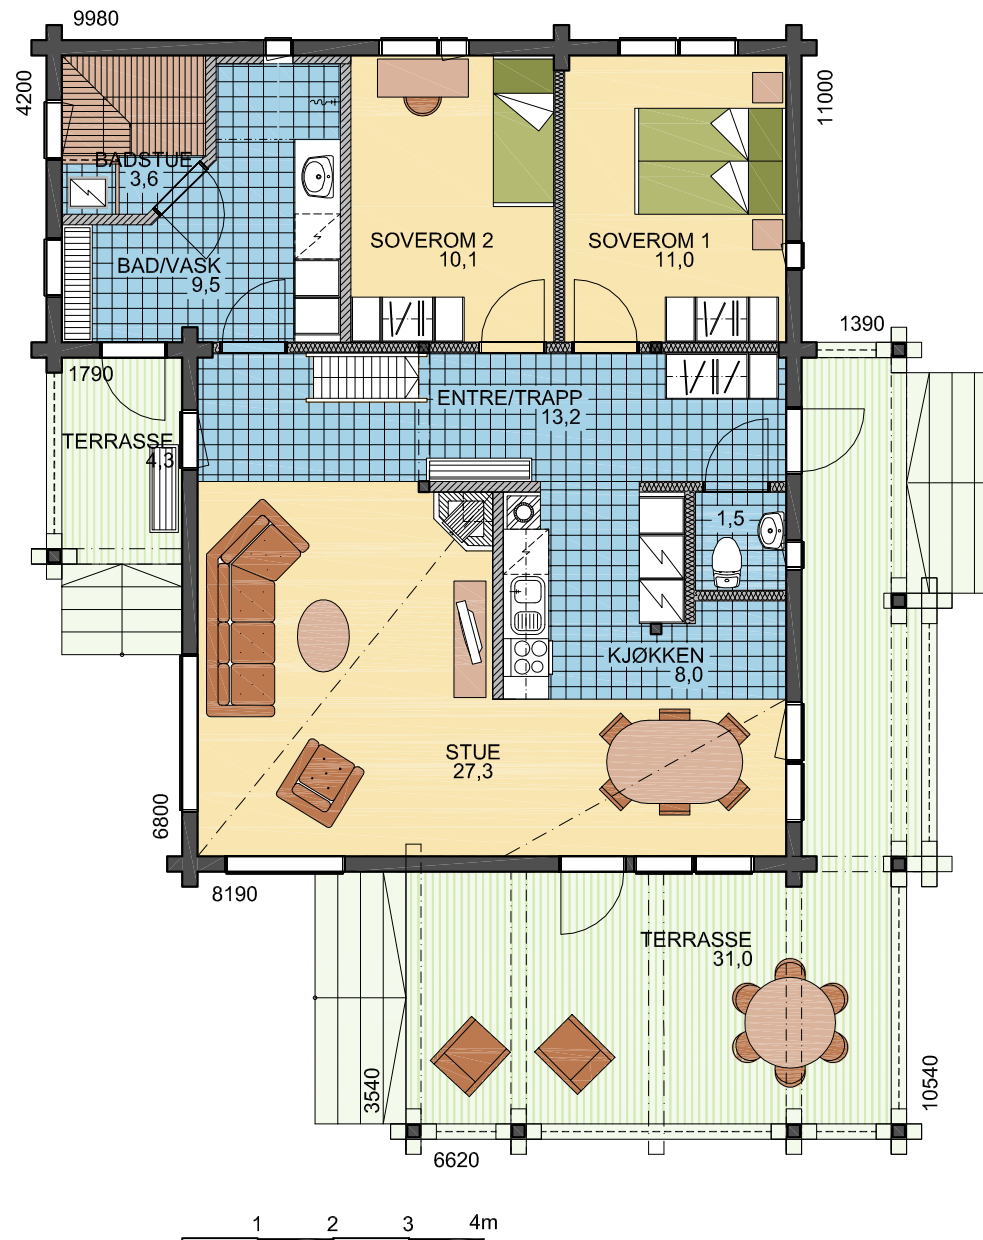 9980
4200
11000
BADSTUE
3,6
SOVEROM 2
10,1
SOVEROM 1
11,0
BAD/VASK
9,5
1390
1790
ENTRE/TRAPP
13,2
TERRASSE
4,3
1,5
KJØKKEN
8,0
STUE
27,3
6800
8190
TERRASSE
31,0
3540
10540
6620
1 2 3 4m